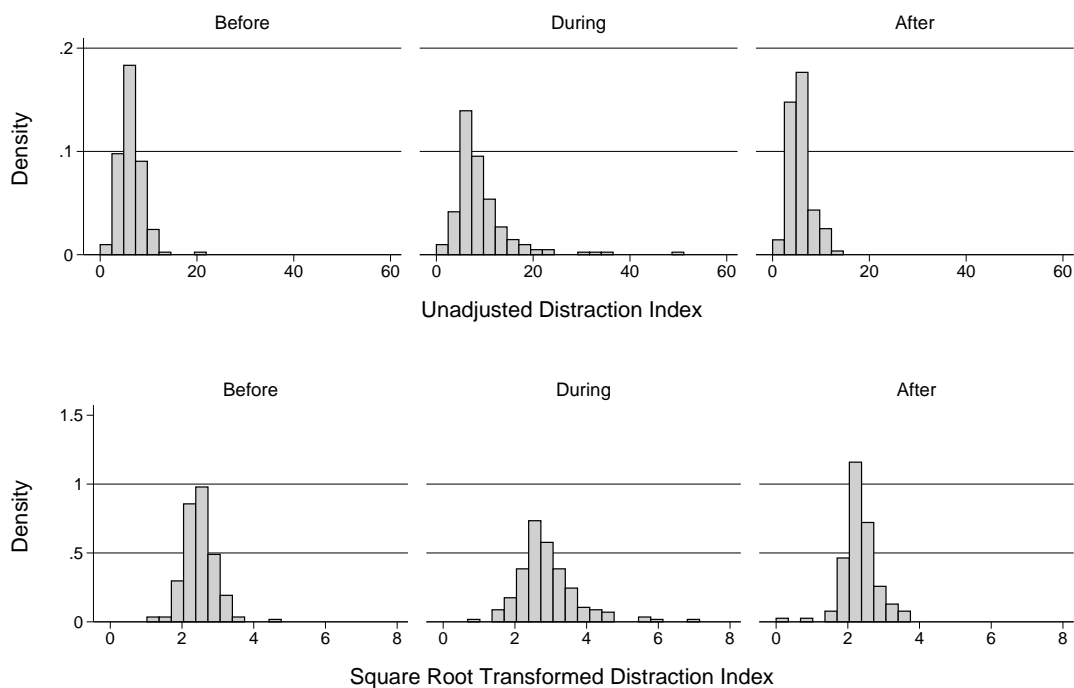 Before During After
.2
.1
0
Density
0 20 40 60 0 20 40 60 0 20 40 60
Unadjusted Distraction Index
Before During After
1.5
1
.5
0
Density
0 2 4 6 8 0 2 4 6 8 0 2 4 6 8
Square Root Transformed Distraction Index